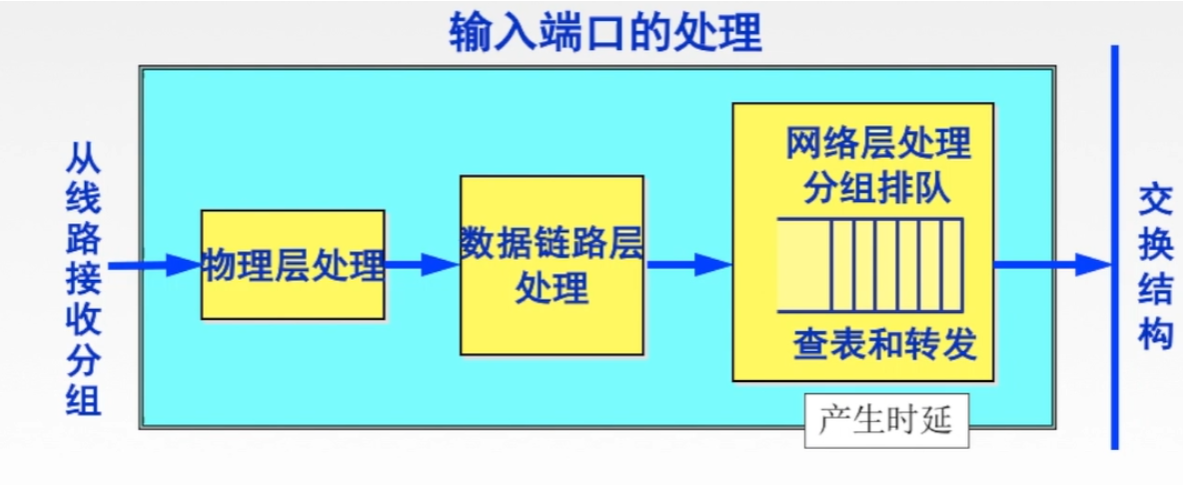 输入端口的处理
从线路接收分组
物理层处理
数据链路层
处理
网络层处理
分组排队
查表和转发
产生时延
交换结构